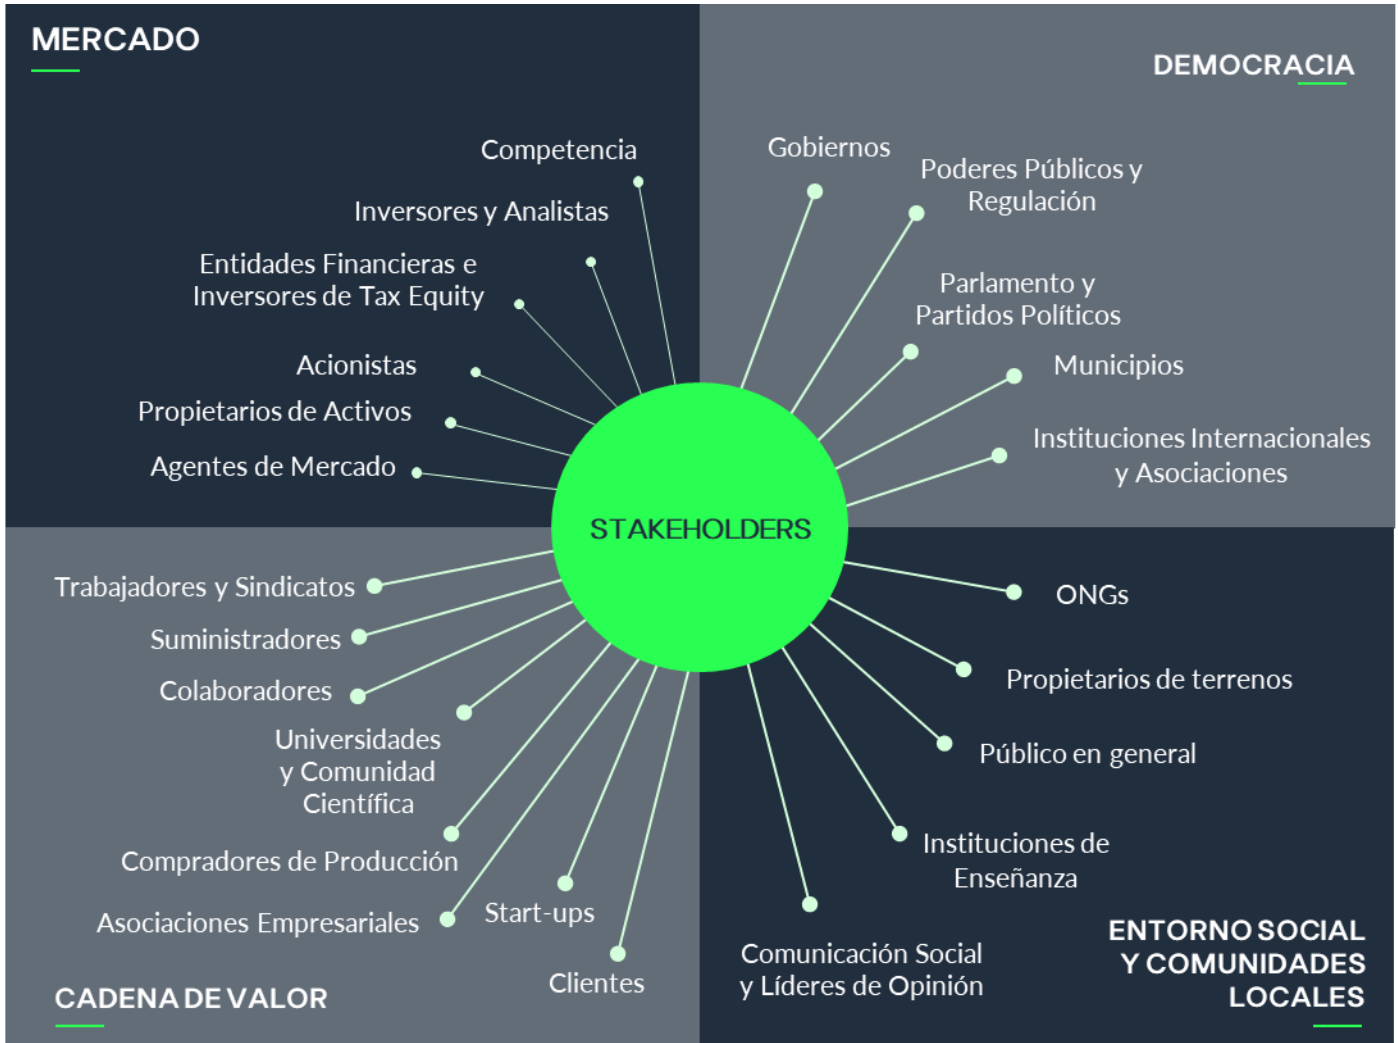 MERCADO
Competencia
Inversores y Analistas
Entidades Financieras e
Inversores de Tax Equity
Acionistas
Propietarios de Activos
Agentes de Mercado
DEMOCRACIA
Gobiernos
Poderes Públicos y
Regulación
Parlamento y
Partidos Políticos
Municipios
Instituciones Internacionales
y Asociaciones
STAKEHOLDERS
Trabajadores y Sindicatos
Suministradores
Colaboradores
Universidades
y Comunidad
Científica
Compradores de Producción
Asociaciones Empresariales
Start-ups
Clientes
CADENA DE VALOR
ONGs
Propietarios de terrenos
Público en general
Instituciones de
Enseñanza
Comunicación Social
y Líderes de Opinión
ENTORNO SOCIAL
Y COMUNIDADES
LOCALES